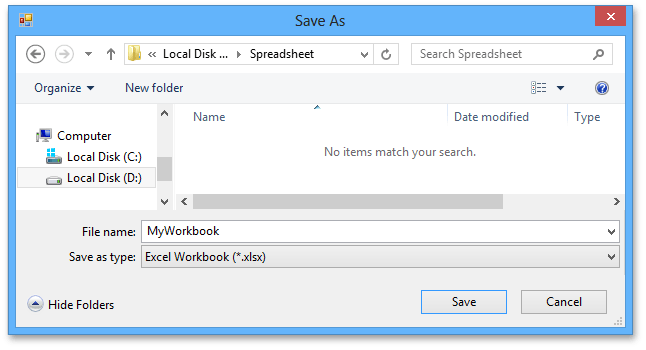 Save As
« Local Disk ... Spreadsheet
Search Spreadsheet
Organize
New folder
Name
Date modified
Type
Computer
Local Disk (C:)
Local Disk (D:)
No items match your search.
File name: MyWorkbook
Save as type: Excel Workbook (*.xlsx)
Hide Folders
Save
Cancel